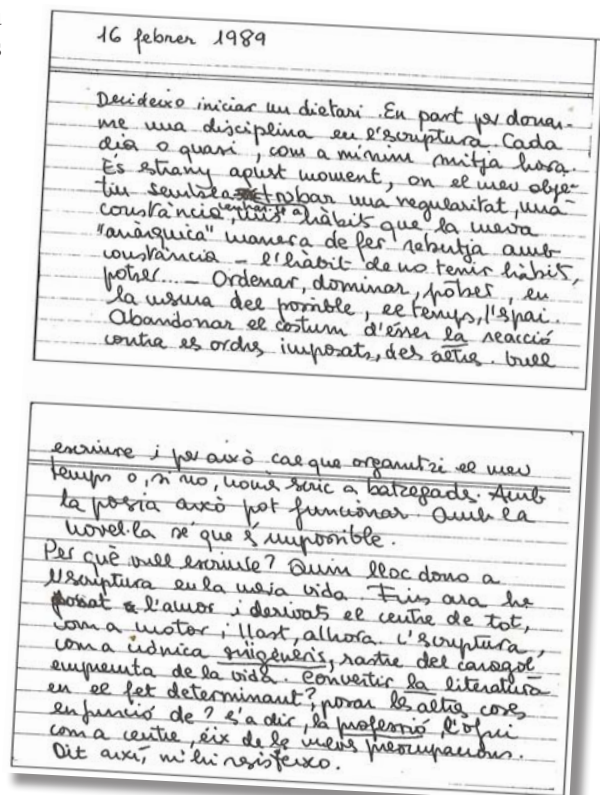 16 febrer 1989
Decideixo iniciar un dietari. En part per donar-
me una disciplina en l'escriptura. Cada
dia o quasi, com a mínim mitja hora.
És estrany aquest moment, on el meu obje-
tiu sembla trobar una regularitat, una
constància, uns hàbits que la meva
"anàrquica" manera de fer rebutja amb
constància - l'hàbit de no tenir hàbits,
potser... - Ordenar, dominar, potser, en
la mesura del possible, el temps, l'espai.
Abandonar el costum d'ésser la reacció
contra es ordres imposats, dels altres. Vull
escriure i per això cal que organitzi el meu
temps o, si no, només escric a batzegades. Amb
la poesia això pot funcionar. Amb la
novel·la sé que és impossible.
Per què vull escriure? Quin lloc dono a
l'escriptura en la meva vida. Fins ara he
posat a l'amor i derivats el centre de tot,
com a motor i llast, alhora. L'escriptura,
com a crònica suigèneris, rastre del caragol
empremta de la vida. Convertir la literatura
en el fet determinant?, posar les altres coses
en funció de? És a dir, la professió, l'ofici
com a centre, eix de les meves preocupacions.
Dit així, m'hi resisteixo.